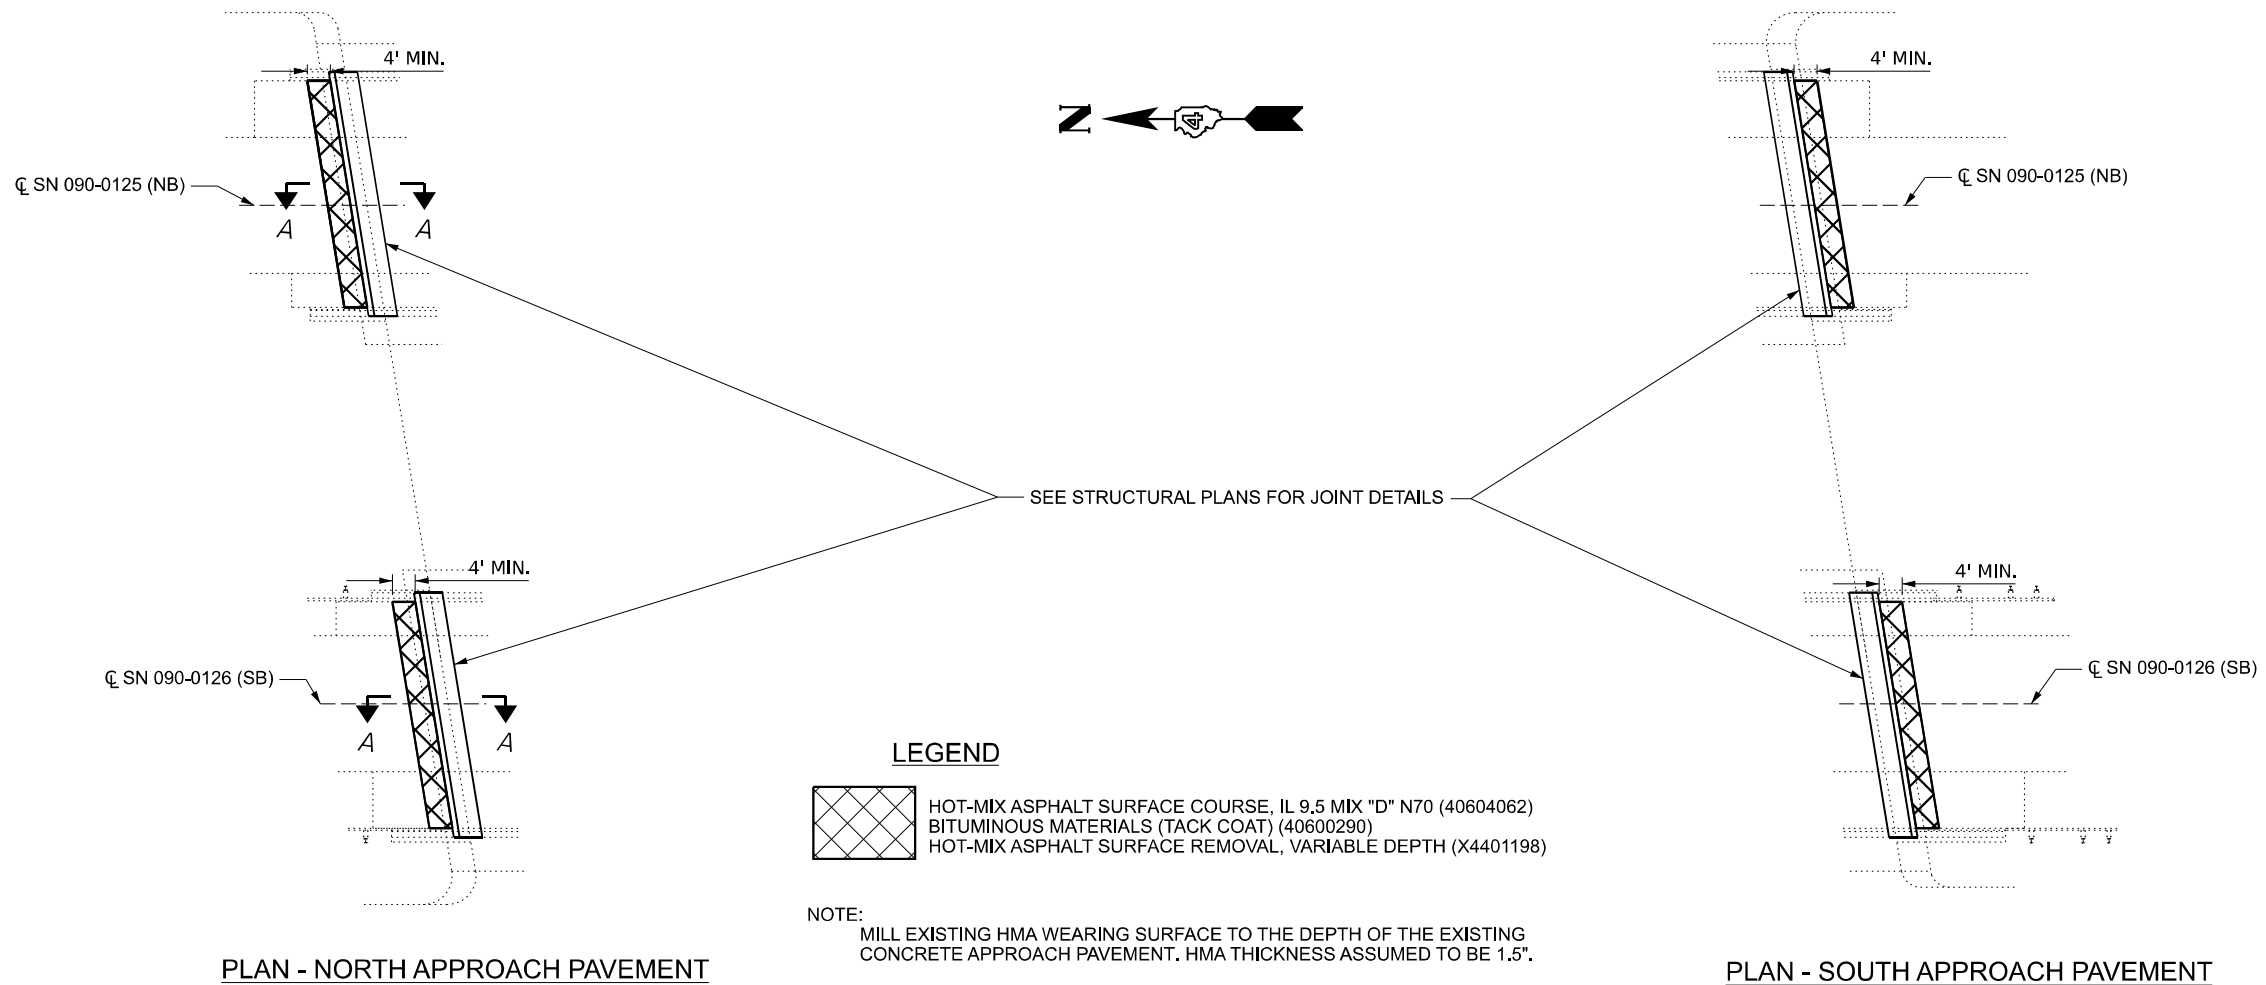 4' MIN.
4' MIN.
N
4
℄ SN 090-0125 (NB)
A A
℄ SN 090-0125 (NB)
SEE STRUCTURAL PLANS FOR JOINT DETAILS
4' MIN.
4' MIN.
℄ SN 090-0126 (SB)
A A
℄ SN 090-0126 (SB)
LEGEND
HOT-MIX ASPHALT SURFACE COURSE, IL 9.5 MIX "D" N70 (40604062)
BITUMINOUS MATERIALS (TACK COAT) (40600290)
HOT-MIX ASPHALT SURFACE REMOVAL, VARIABLE DEPTH (X4401198)
NOTE:
MILL EXISTING HMA WEARING SURFACE TO THE DEPTH OF THE EXISTING
CONCRETE APPROACH PAVEMENT. HMA THICKNESS ASSUMED TO BE 1.5".
PLAN - NORTH APPROACH PAVEMENT
PLAN - SOUTH APPROACH PAVEMENT